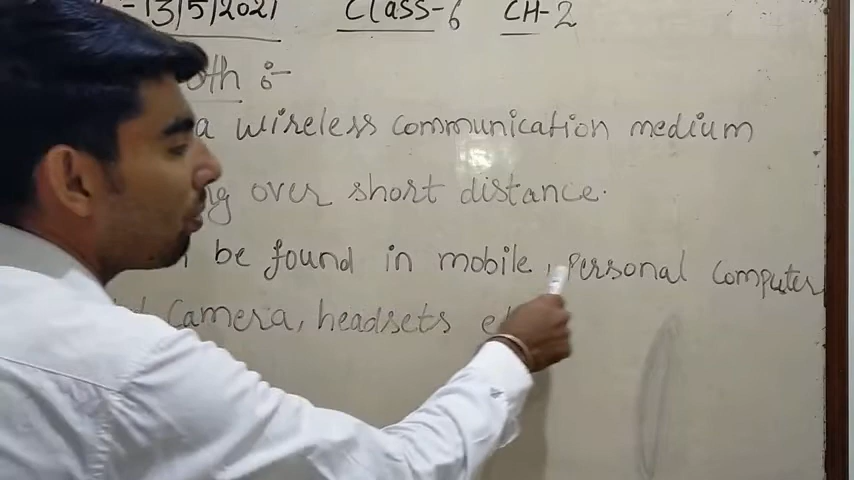 - 13/5/2021 Class-6 CH-2
oth :-
a wireless communication medium
ng over short distance.
be found in mobile, Personal computer
Camera, headsets